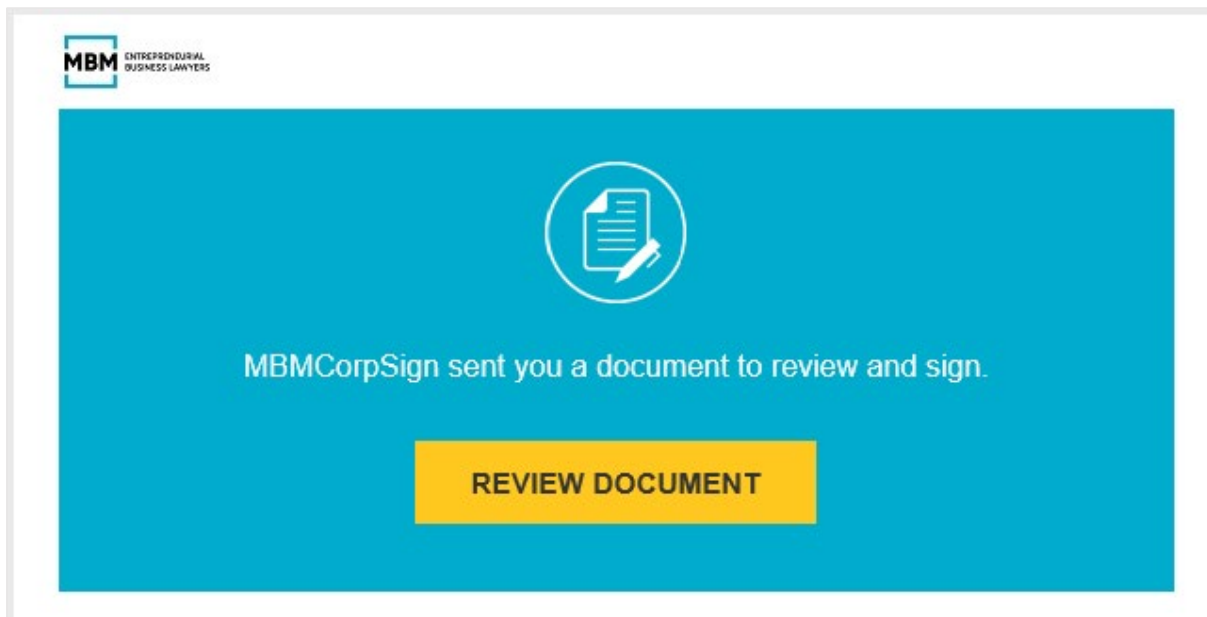 MBM
ENTREPRENEURIAL
BUSINESS LAWYERS
MBMCorpSign sent you a document to review and sign.
REVIEW DOCUMENT